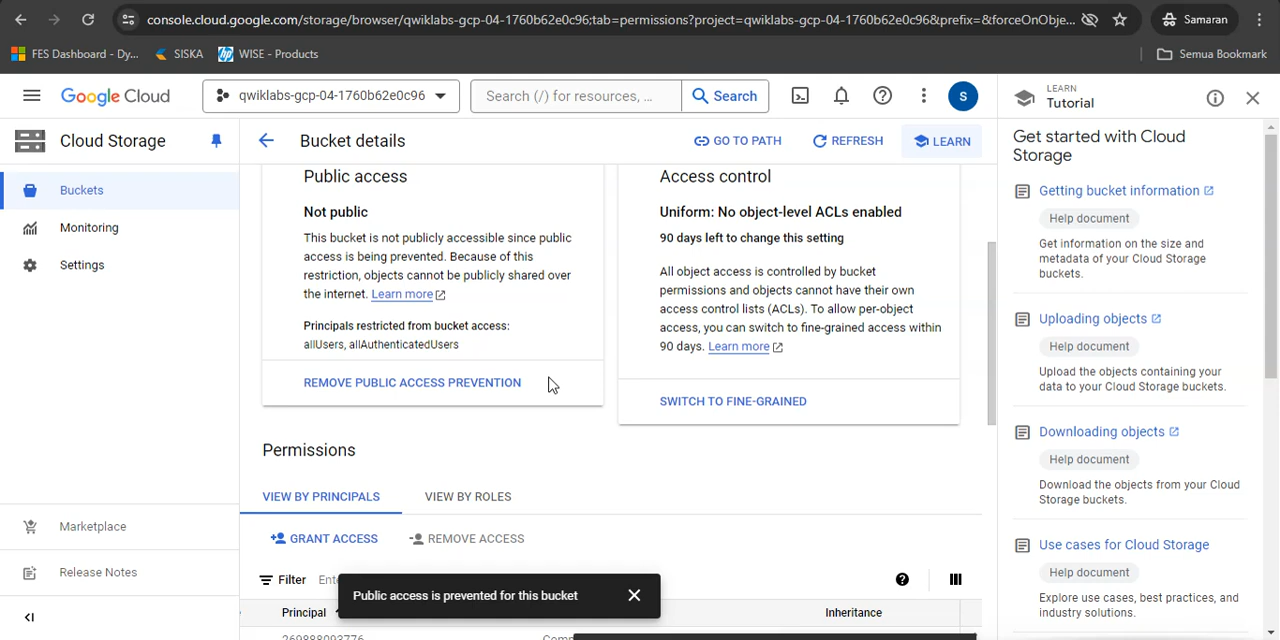 console.cloud.google.com/storage/browser/qwiklabs-gcp-04-1760b62e0c96;tab=permissions?project=qwiklabs-gcp-04-1760b62e0c96&prefix=&forceOnObje...
Samaran
FES Dashboard - Dy...
SISKA
WISE - Products
Semua Bookmark
Google Cloud
qwiklabs-gcp-04-1760b62e0c96
Search (/) for resources, ...
Search
S
LEARN
Tutorial
Cloud Storage
Buckets
Monitoring
Settings
Marketplace
Release Notes
Bucket details
GO TO PATH
REFRESH
LEARN
Public access
Not public
This bucket is not publicly accessible since public
access is being prevented. Because of this
restriction, objects cannot be publicly shared over
the internet. Learn more
Principals restricted from bucket access:
allUsers, allAuthenticatedUsers
REMOVE PUBLIC ACCESS PREVENTION
Access control
Uniform: No object-level ACLs enabled
90 days left to change this setting
All object access is controlled by bucket
permissions and objects cannot have their own
access control lists (ACLs). To allow per-object
access, you can switch to fine-grained access within
90 days. Learn more
SWITCH TO FINE-GRAINED
Permissions
VIEW BY PRINCIPALS
VIEW BY ROLES
GRANT ACCESS
REMOVE ACCESS
Filter
Public access is prevented for this bucket
Principal
Inheritance
Get started with Cloud
Storage
Getting bucket information
Help document
Get information on the size and
metadata of your Cloud Storage
buckets.
Uploading objects
Help document
Upload the objects containing your
data to your Cloud Storage buckets.
Downloading objects
Help document
Download the objects from your Cloud
Storage buckets.
Use cases for Cloud Storage
Help document
Explore use cases, best practices, and
industry solutions.